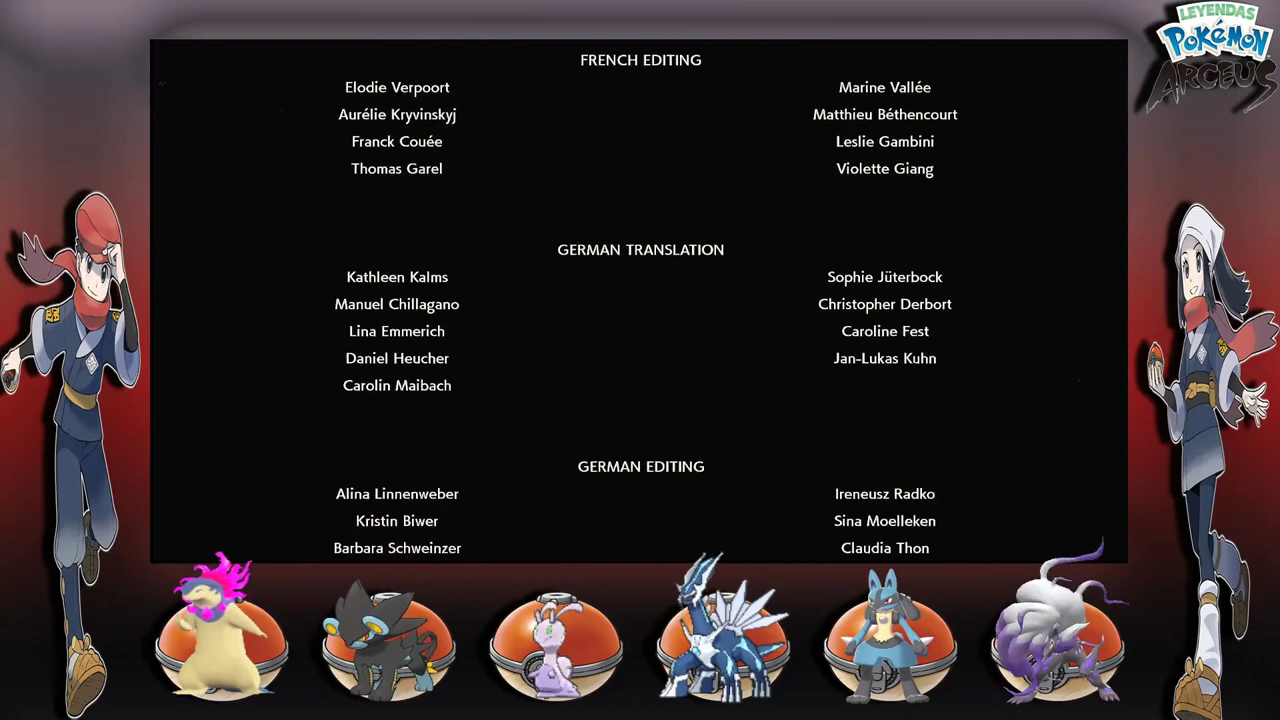 LEYENDAS
POKéMON
ARCEUS
FRENCH EDITING
Elodie Verpoort Marine Vallée
Aurélie Kryvinskyj Matthieu Béthencourt
Franck Couée Leslie Gambini
Thomas Garel Violette Giang
GERMAN TRANSLATION
Kathleen Kalms Sophie Jüterbock
Manuel Chillagano Christopher Derbort
Lina Emmerich Caroline Fest
Daniel Heucher Jan-Lukas Kuhn
Carolin Maibach
GERMAN EDITING
Alina Linnenweber Ireneusz Radko
Kristin Biwer Sina Moelleken
Barbara Schweinzer Claudia Thon